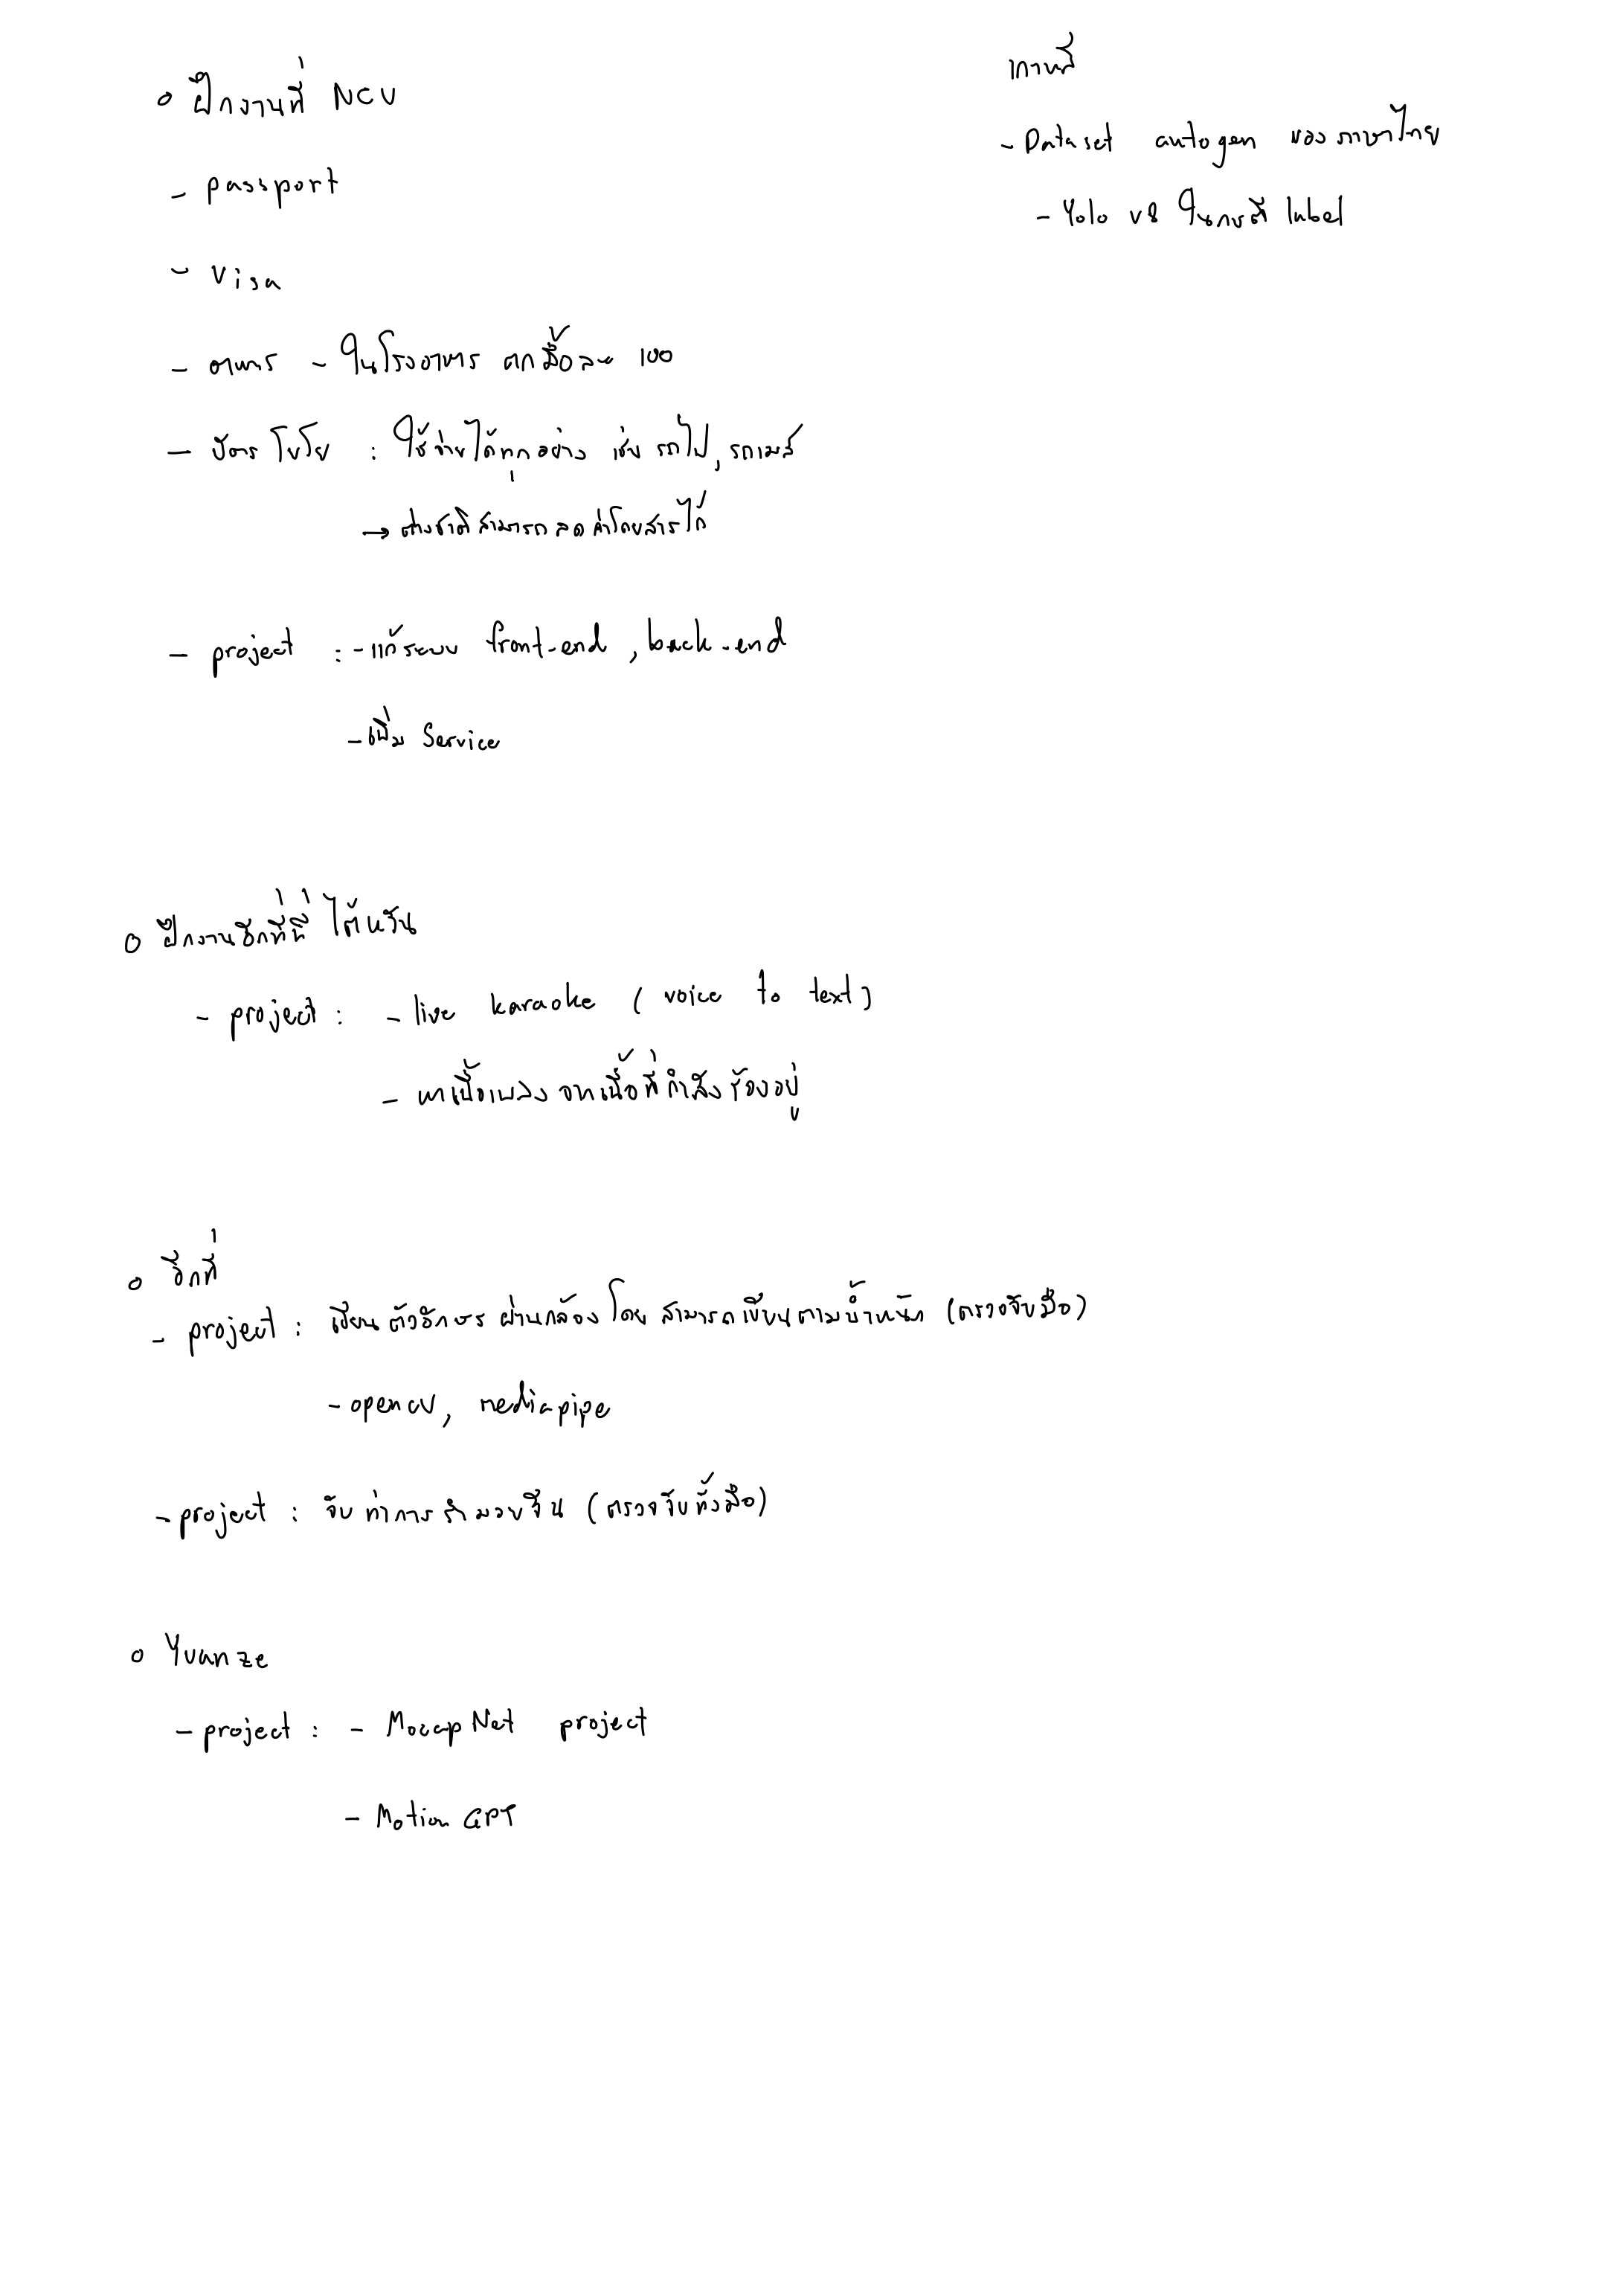 ๐ ฝึกงานที่ NCU
- passport
- Visa
- อาหาร - ในโรงอาหาร ตกมื้อละ 100
- บัตร โยโย : ใช้จ่ายได้ทุกอย่าง เช่น รถไฟ, รถเมล์
→ ต่างชาติสามารถลดค่าโดยสารได้
- project : - แก้ระบบ front-end , back-end
- เพิ่ม Service
๐ ฝึกงานอีกที่ที่ ไต้หวัน
- project : - live karaoke ( voice to text )
- หาเนื้อเพลง จากเนื้อที่กำลังร้องอยู่
๐ อีกที่
- project : เขียนตัวอักษร ผ่านกล้อง โดย สามารถเขียนตามน้ำหนัก (ตรวจจับมือ)
- opencv, mediapipe
- project : จับ ท่าการ รำมวยจีน (ตรวจจับทั้งมือ)
๐ Yuanze
- project : - MocapNet project
- Motion GPT
เกาหลี
- Dataset autogen ของภาษาไทย
- Yolo v8 ในการตี label